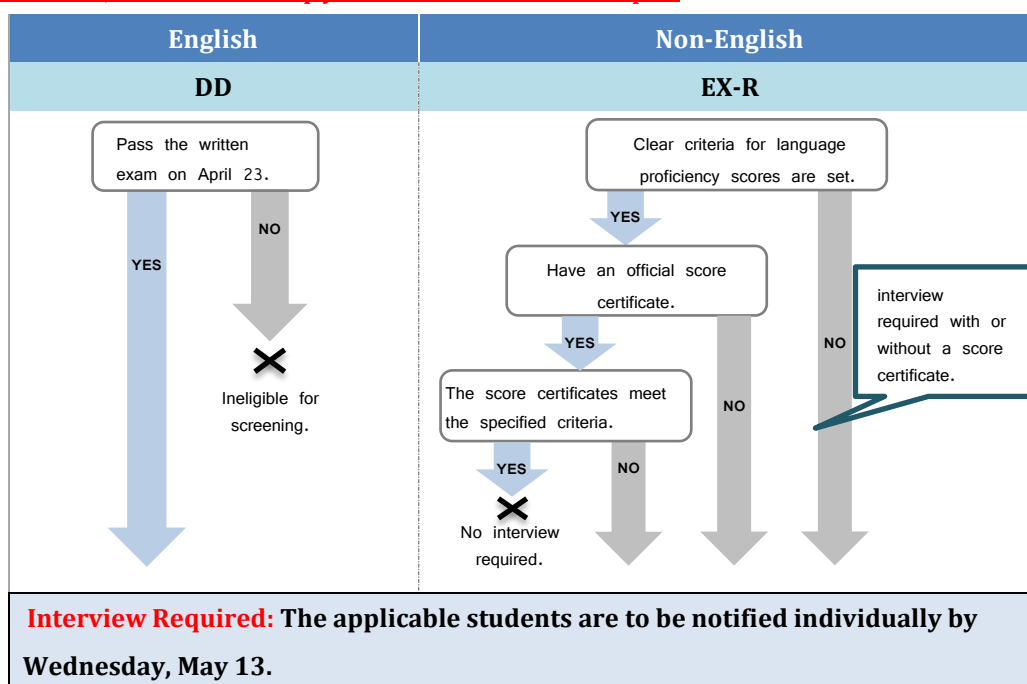 English
Non-English
DD
EX-R
Pass the written
exam on April 23.
YES
NO
Ineligible for
screening.
Clear criteria for language
proficiency scores are set.
YES
NO
Have an official score
certificate.
YES
NO
The score certificates meet
the specified criteria.
YES
NO
No interview
required.
interview
required with or
without a score
certificate.
Interview Required: The applicable students are to be notified individually by
Wednesday, May 13.